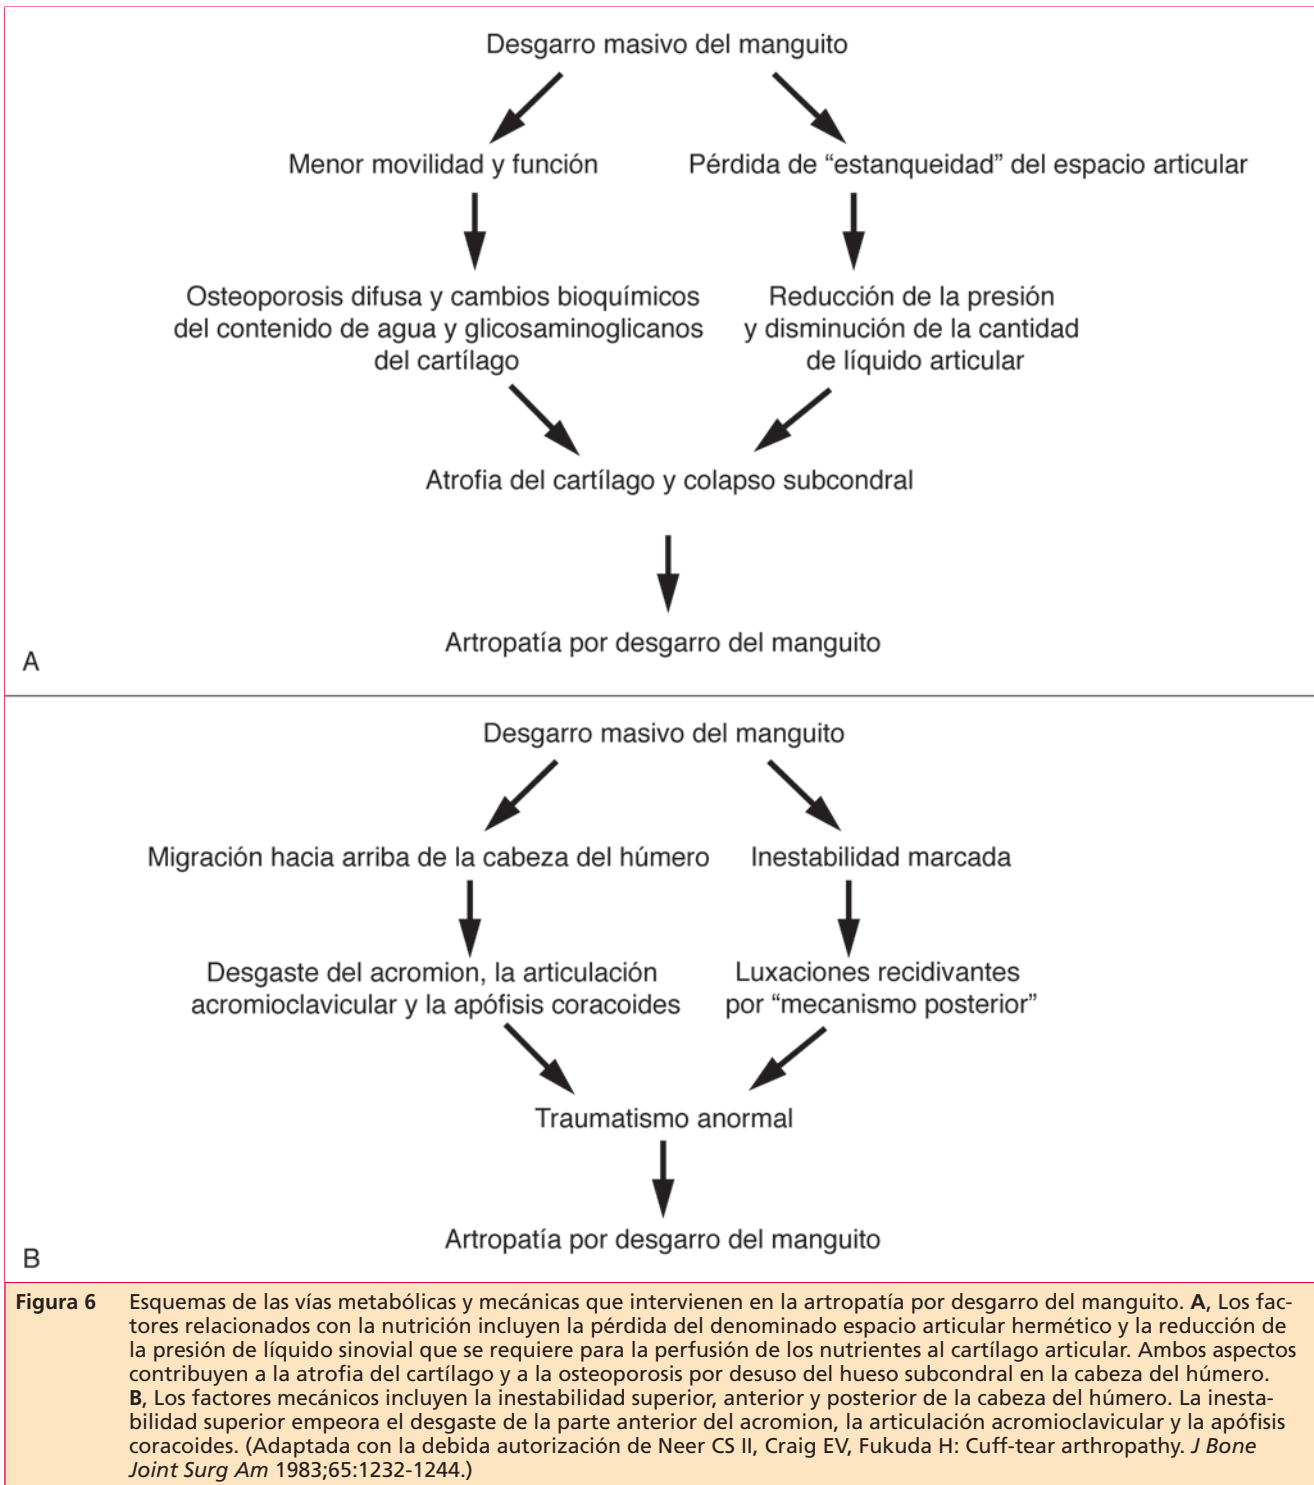 Desgarro masivo del manguito
Menor movilidad y función
Pérdida de “estanqueidad” del espacio articular
Osteoporosis difusa y cambios bioquímicos
del contenido de agua y glicosaminoglicanos
del cartílago
Reducción de la presión
y disminución de la cantidad
de líquido articular
Atrofia del cartílago y colapso subcondral
Artropatía por desgarro del manguito
A
Desgarro masivo del manguito
Migración hacia arriba de la cabeza del húmero
Inestabilidad marcada
Desgaste del acromion, la articulación
acromioclavicular y la apófisis coracoides
Luxaciones recidivantes
por “mecanismo posterior”
Traumatismo anormal
Artropatía por desgarro del manguito
B
Figura 6 Esquemas de las vías metabólicas y mecánicas que intervienen en la artropatía por desgarro del manguito. A, Los fac-
tores relacionados con la nutrición incluyen la pérdida del denominado espacio articular hermético y la reducción de
la presión de líquido sinovial que se requiere para la perfusión de los nutrientes al cartílago articular. Ambos aspectos
contribuyen a la atrofia del cartílago y a la osteoporosis por desuso del hueso subcondral en la cabeza del húmero.
B, Los factores mecánicos incluyen la inestabilidad superior, anterior y posterior de la cabeza del húmero. La inesta-
bilidad superior empeora el desgaste de la parte anterior del acromion, la articulación acromioclavicular y la apófisis
coracoides. (Adaptada con la debida autorización de Neer CS II, Craig EV, Fukuda H: Cuff-tear arthropathy. J Bone
Joint Surg Am 1983;65:1232-1244.)